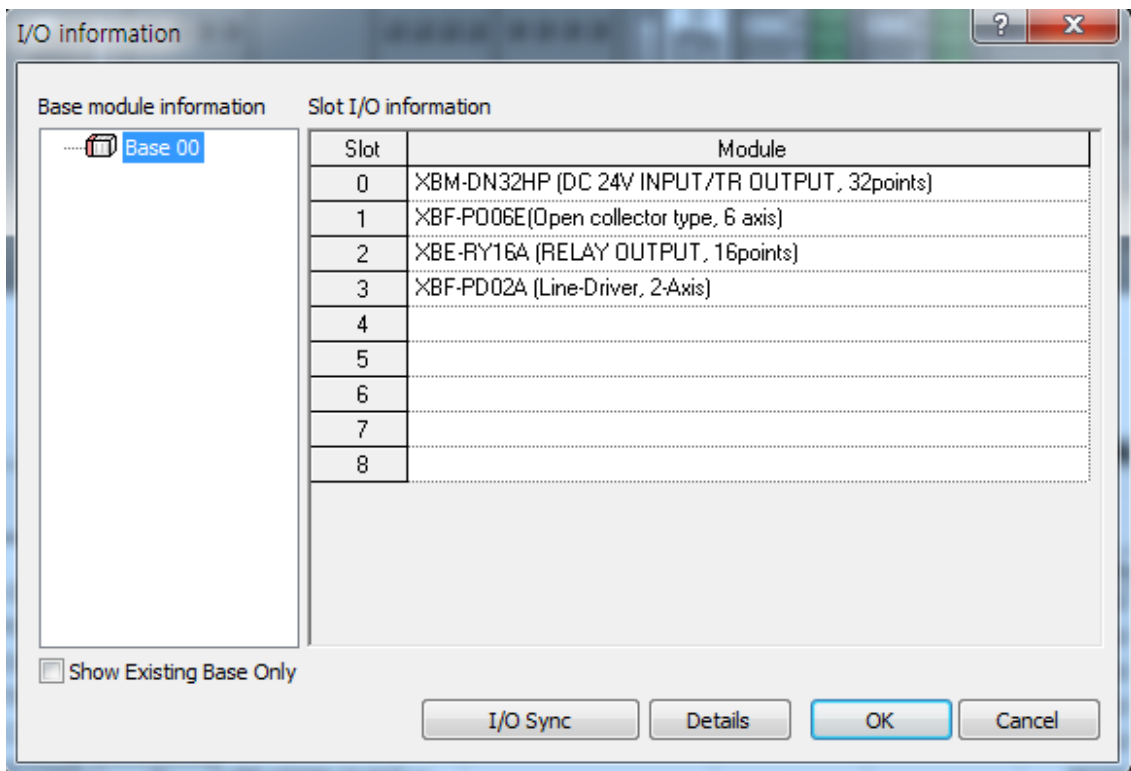 I/O information
Base module information
Slot I/O information
Base 00
Slot Module
0 XBM-DN32HP (DC 24V INPUT/TR OUTPUT, 32points)
1 XBF-PO06E(Open collector type, 6 axis)
2 XBE-RY16A (RELAY OUTPUT, 16points)
3 XBF-PD02A (Line-Driver, 2-Axis)
4
5
6
7
8
Show Existing Base Only
I/O Sync Details OK Cancel